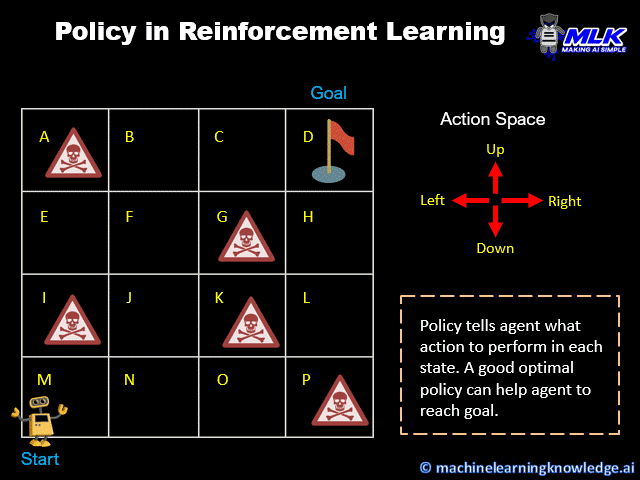 Policy in Reinforcement Learning
MLK
MAKING AI SIMPLE
Goal
Action Space
A B C D
Up
E F G H
Left Right
Down
I J K L
Policy tells agent what
action to perform in each
state. A good optimal
policy can help agent to
reach goal.
M N O P
Start
© machinelearningknowledge.ai